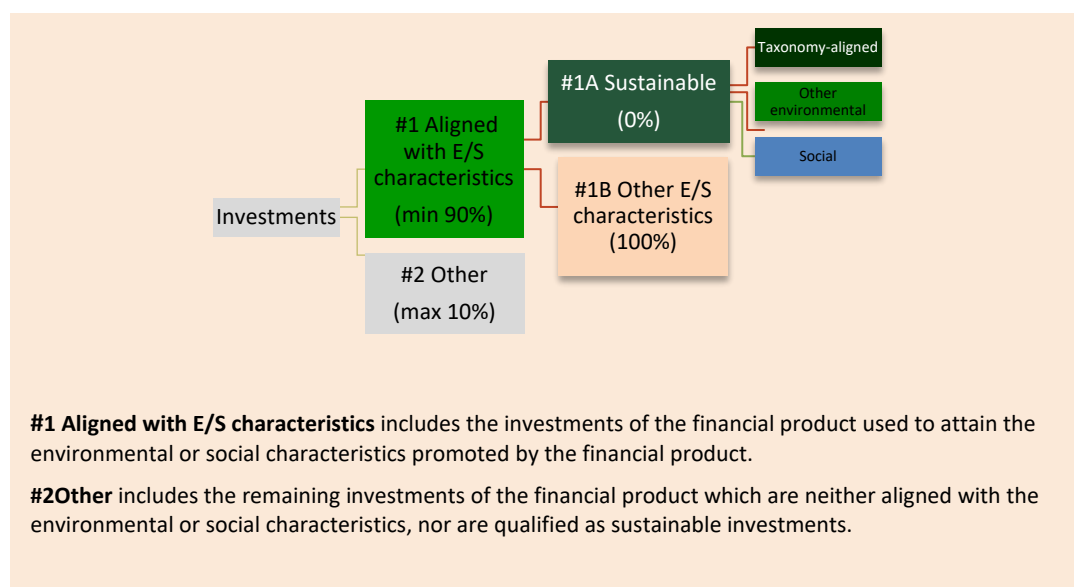 Investments
#1 Aligned
with E/S
characteristics
(min 90%)
#2 Other
(max 10%)
#1A Sustainable
(0%)
#1B Other E/S
characteristics
(100%)
Taxonomy-aligned
Other
environmental
Social
#1 Aligned with E/S characteristics includes the investments of the financial product used to attain the
environmental or social characteristics promoted by the financial product.
#2Other includes the remaining investments of the financial product which are neither aligned with the
environmental or social characteristics, nor are qualified as sustainable investments.